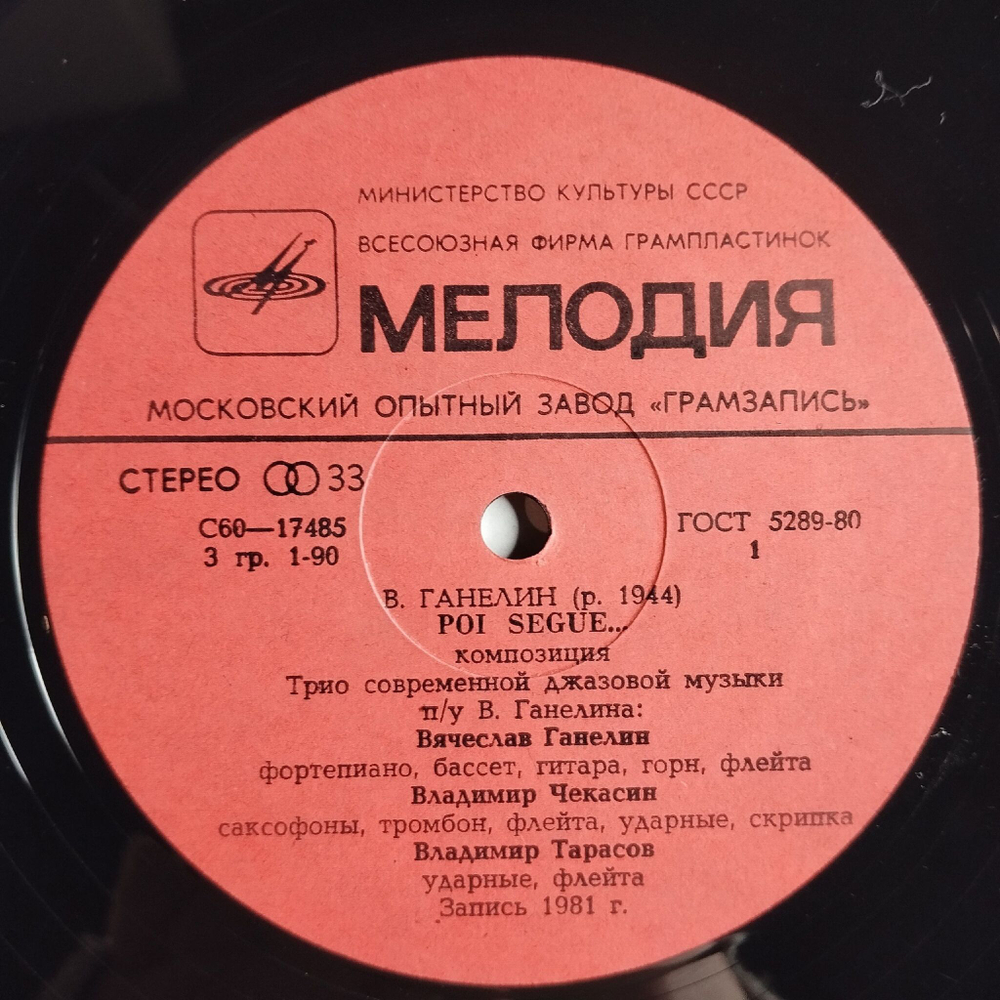 МИНИСТЕРСТВО КУЛЬТУРЫ СССР
ВСЕСОЮЗНАЯ ФИРМА ГРАМПЛАСТИНОК
МЕЛОДИЯ
МОСКОВСКИЙ ОПЫТНЫЙ ЗАВОД «ГРАМЗАПИСЬ»
СТЕРЕО 33
С60—17485
3 гр. 1-90
ГОСТ 5289-80
1
В. ГАНЕЛИН (р. 1944)
POI SEGUE...
композиция
Трио современной джазовой музыки
п/у В. Ганелина:
Вячеслав Ганелин
фортепиано, бассет, гитара, горн, флейта
Владимир Чекасин
саксофоны, тромбон, флейта, ударные, скрипка
Владимир Тарасов
ударные, флейта
Запись 1981 г.